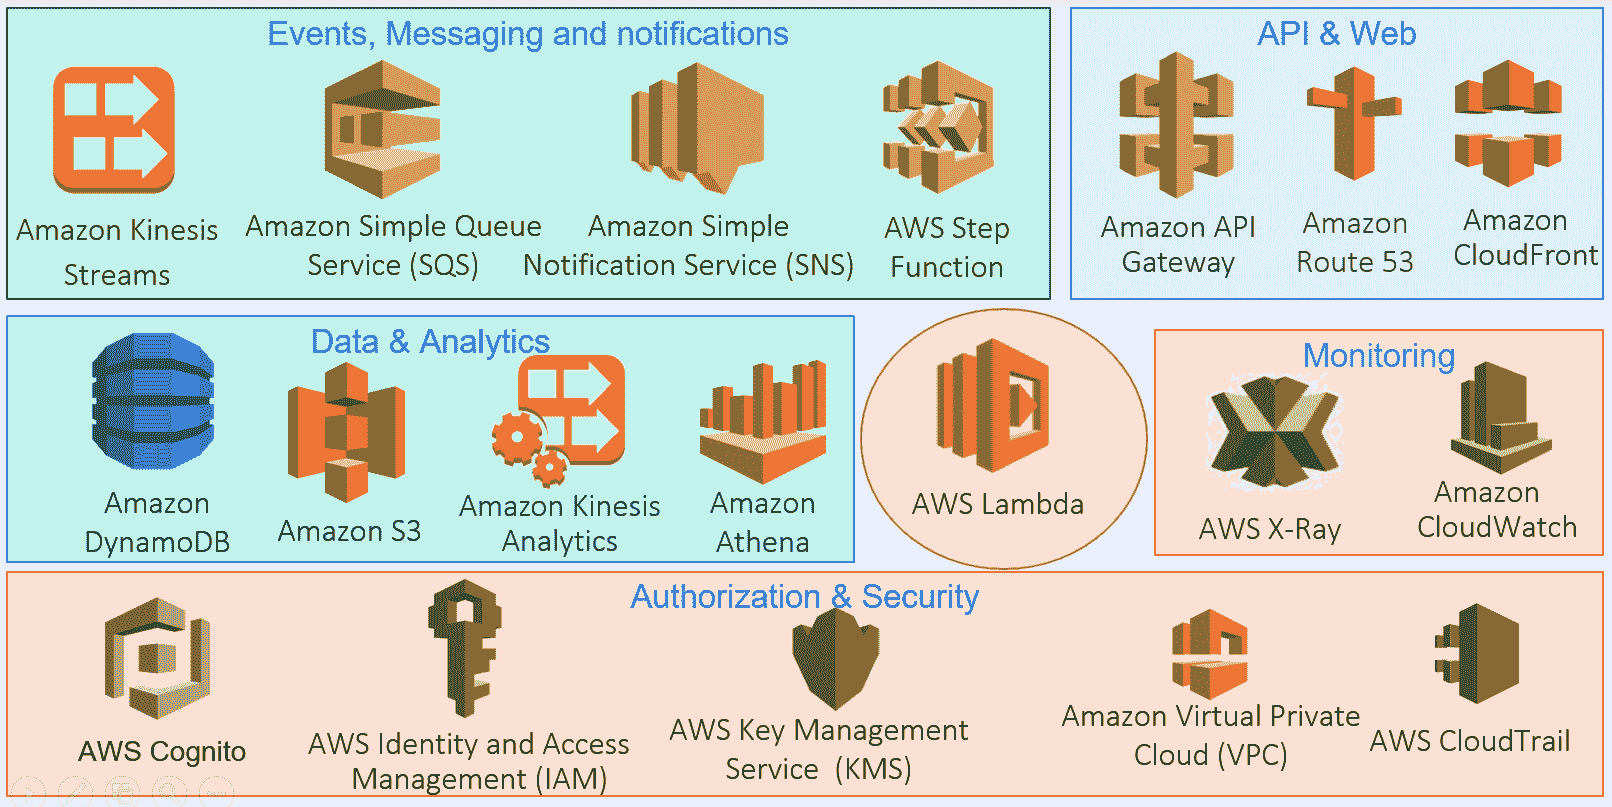 Events, Messaging and notifications
Amazon Kinesis
Streams
Amazon Simple Queue
Service (SQS)
Amazon Simple
Notification Service (SNS)
AWS Step
Function
API & Web
Amazon API
Gateway
Amazon
Route 53
Amazon
CloudFront
Data & Analytics
Amazon
DynamoDB
Amazon S3
Amazon Kinesis
Analytics
Amazon
Athena
AWS Lambda
Monitoring
AWS X-Ray
Amazon
CloudWatch
Authorization & Security
AWS Cognito
AWS Identity and Access
Management (IAM)
AWS Key Management
Service (KMS)
Amazon Virtual Private
Cloud (VPC)
AWS CloudTrail